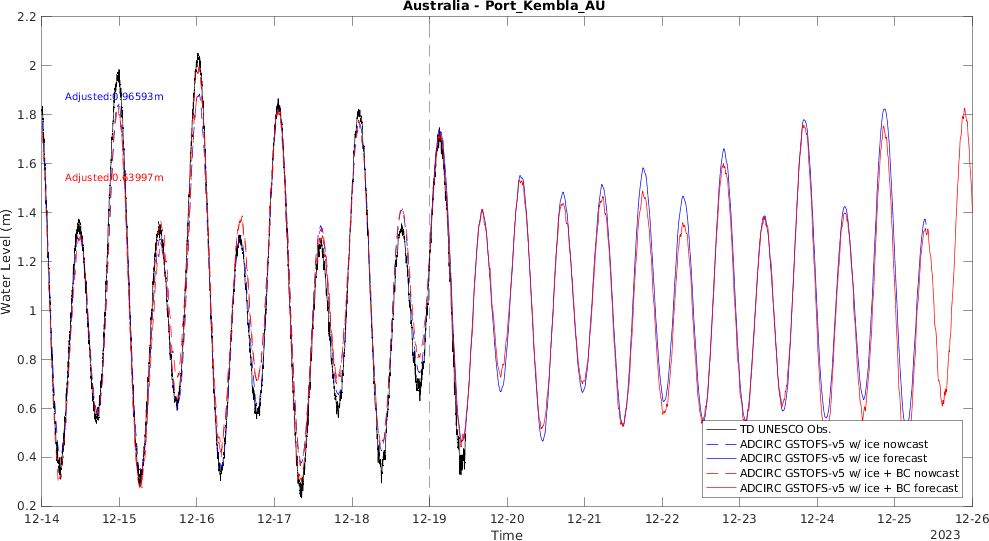 Australia - Port_Kembla_AU
2.2
2
1.8
1.6
1.4
1.2
1
0.8
0.6
0.4
0.2
Water Level (m)
Adjusted:0.96593m
Adjusted:0.63997m
TD UNESCO Obs.
ADCIRC GSTOFS-v5 w/ ice nowcast
ADCIRC GSTOFS-v5 w/ ice forecast
ADCIRC GSTOFS-v5 w/ ice + BC nowcast
ADCIRC GSTOFS-v5 w/ ice + BC forecast
12-14 12-15 12-16 12-17 12-18 12-19 12-20 12-21 12-22 12-23 12-24 12-25 12-26
Time
2023